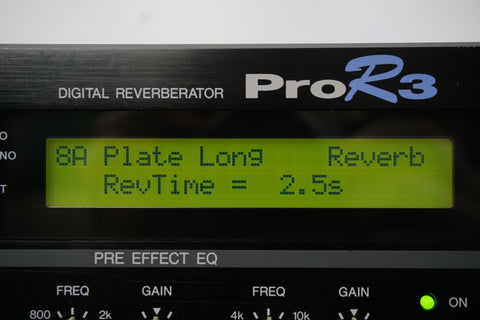 DIGITAL REVERBERATOR ProR3
O
NO
T
8A Plate Long Reverb
RevTime = 2.5s
PRE EFFECT EQ
FREQ GAIN FREQ GAIN
800 2k 4k 10k ON